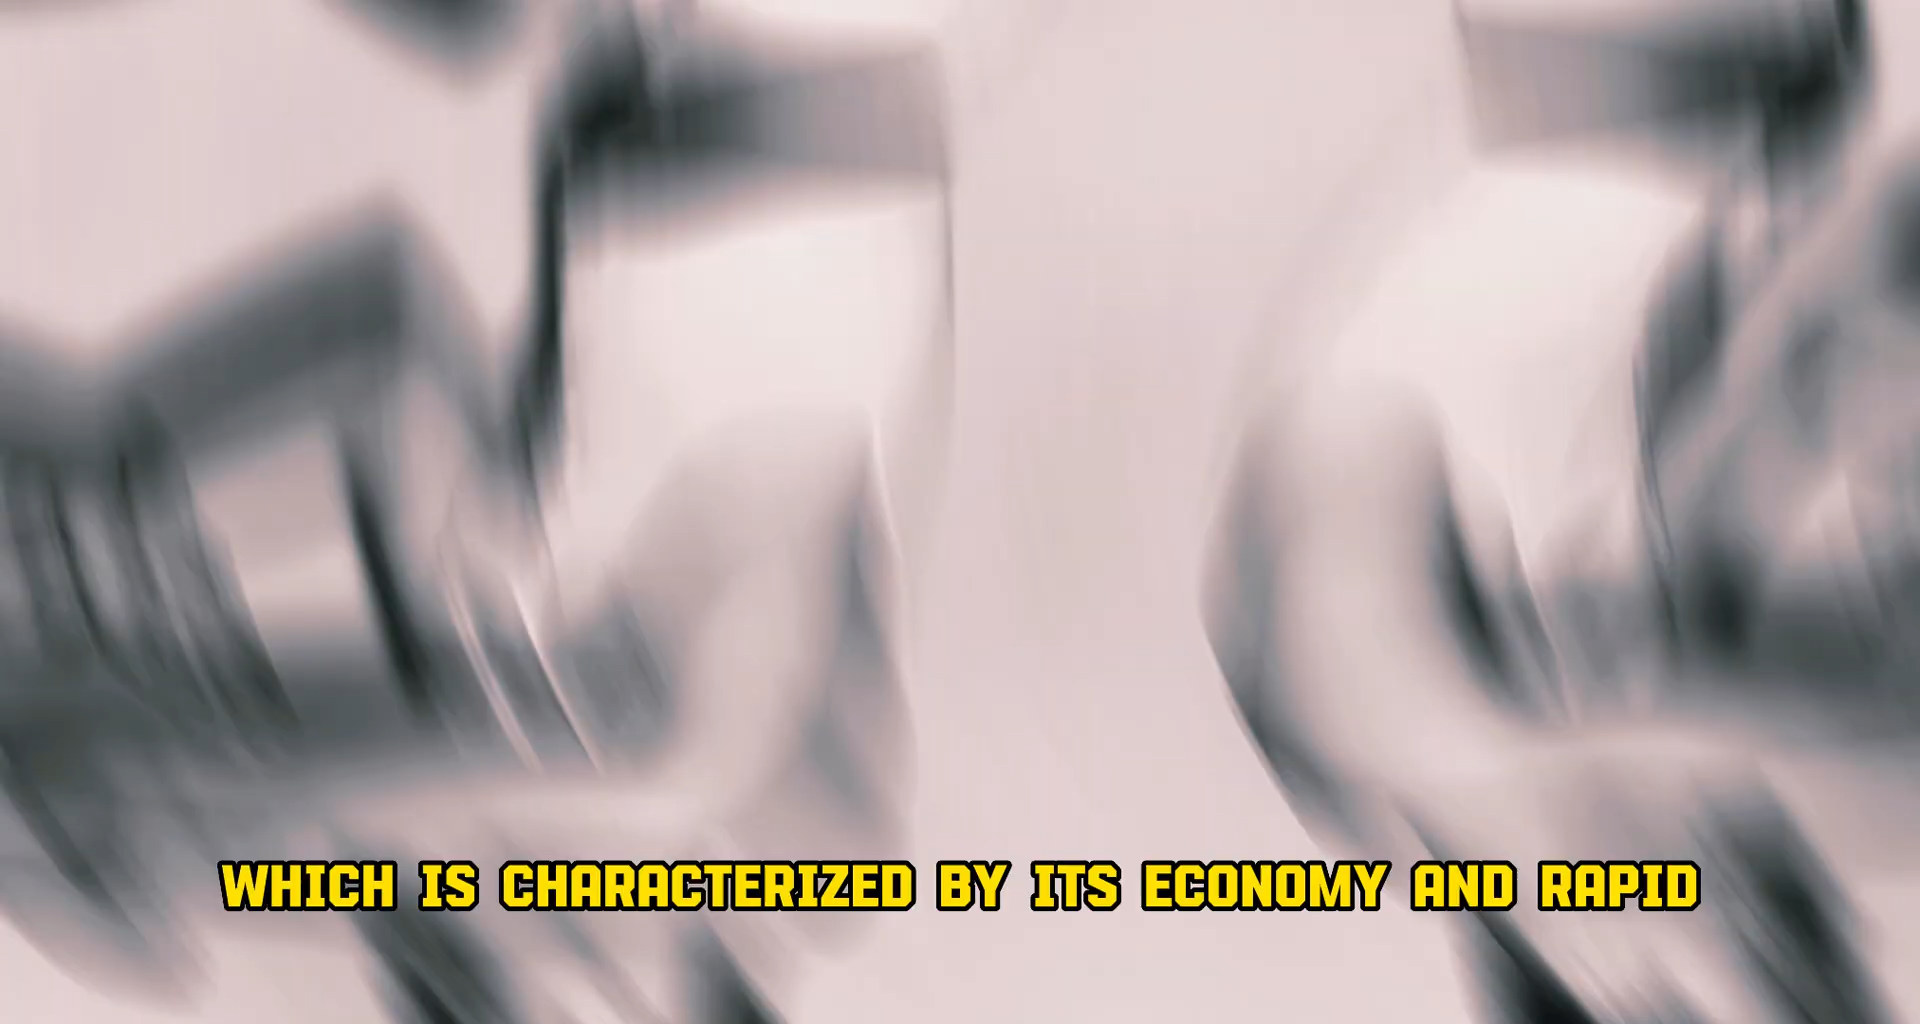 WHICH IS CHARACTERIZED BY ITS ECONOMY AND RAPID